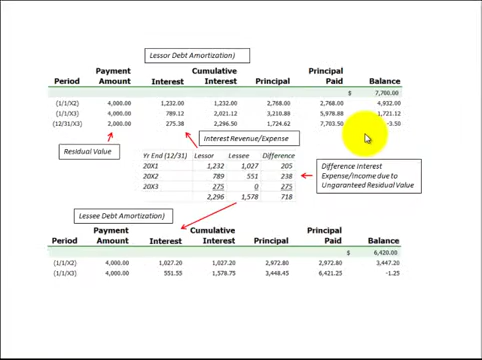 Lessor Debt Amortization)
Payment Cumulative Principal
Period Amount Interest Interest Principal Paid Balance
$ 7,700.00
(1/1/X2) 4,000.00 1,232.00 1,232.00 2,768.00 2,768.00 4,932.00
(1/1/X3) 4,000.00 789.12 2,021.12 3,210.88 5,978.88 1,721.12
(12/31/X3) 2,000.00 275.38 2,296.50 1,724.62 7,703.50 -3.50
Interest Revenue/Expense
Residual Value
Yr End (12/31) Lessor Lessee Difference
20X1 1,232 1,027 205
20X2 789 551 238
20X3 275 0 275
2,296 1,578 718
Difference Interest
Expense/Income due to
Ungaranteed Residual Value
Lessee Debt Amortization)
Payment Cumulative Principal
Period Amount Interest Interest Principal Paid Balance
$ 6,420.00
(1/1/X2) 4,000.00 1,027.20 1,027.20 2,972.80 2,972.80 3,447.20
(1/1/X3) 4,000.00 551.55 1,578.75 3,448.45 6,421.25 -1.25